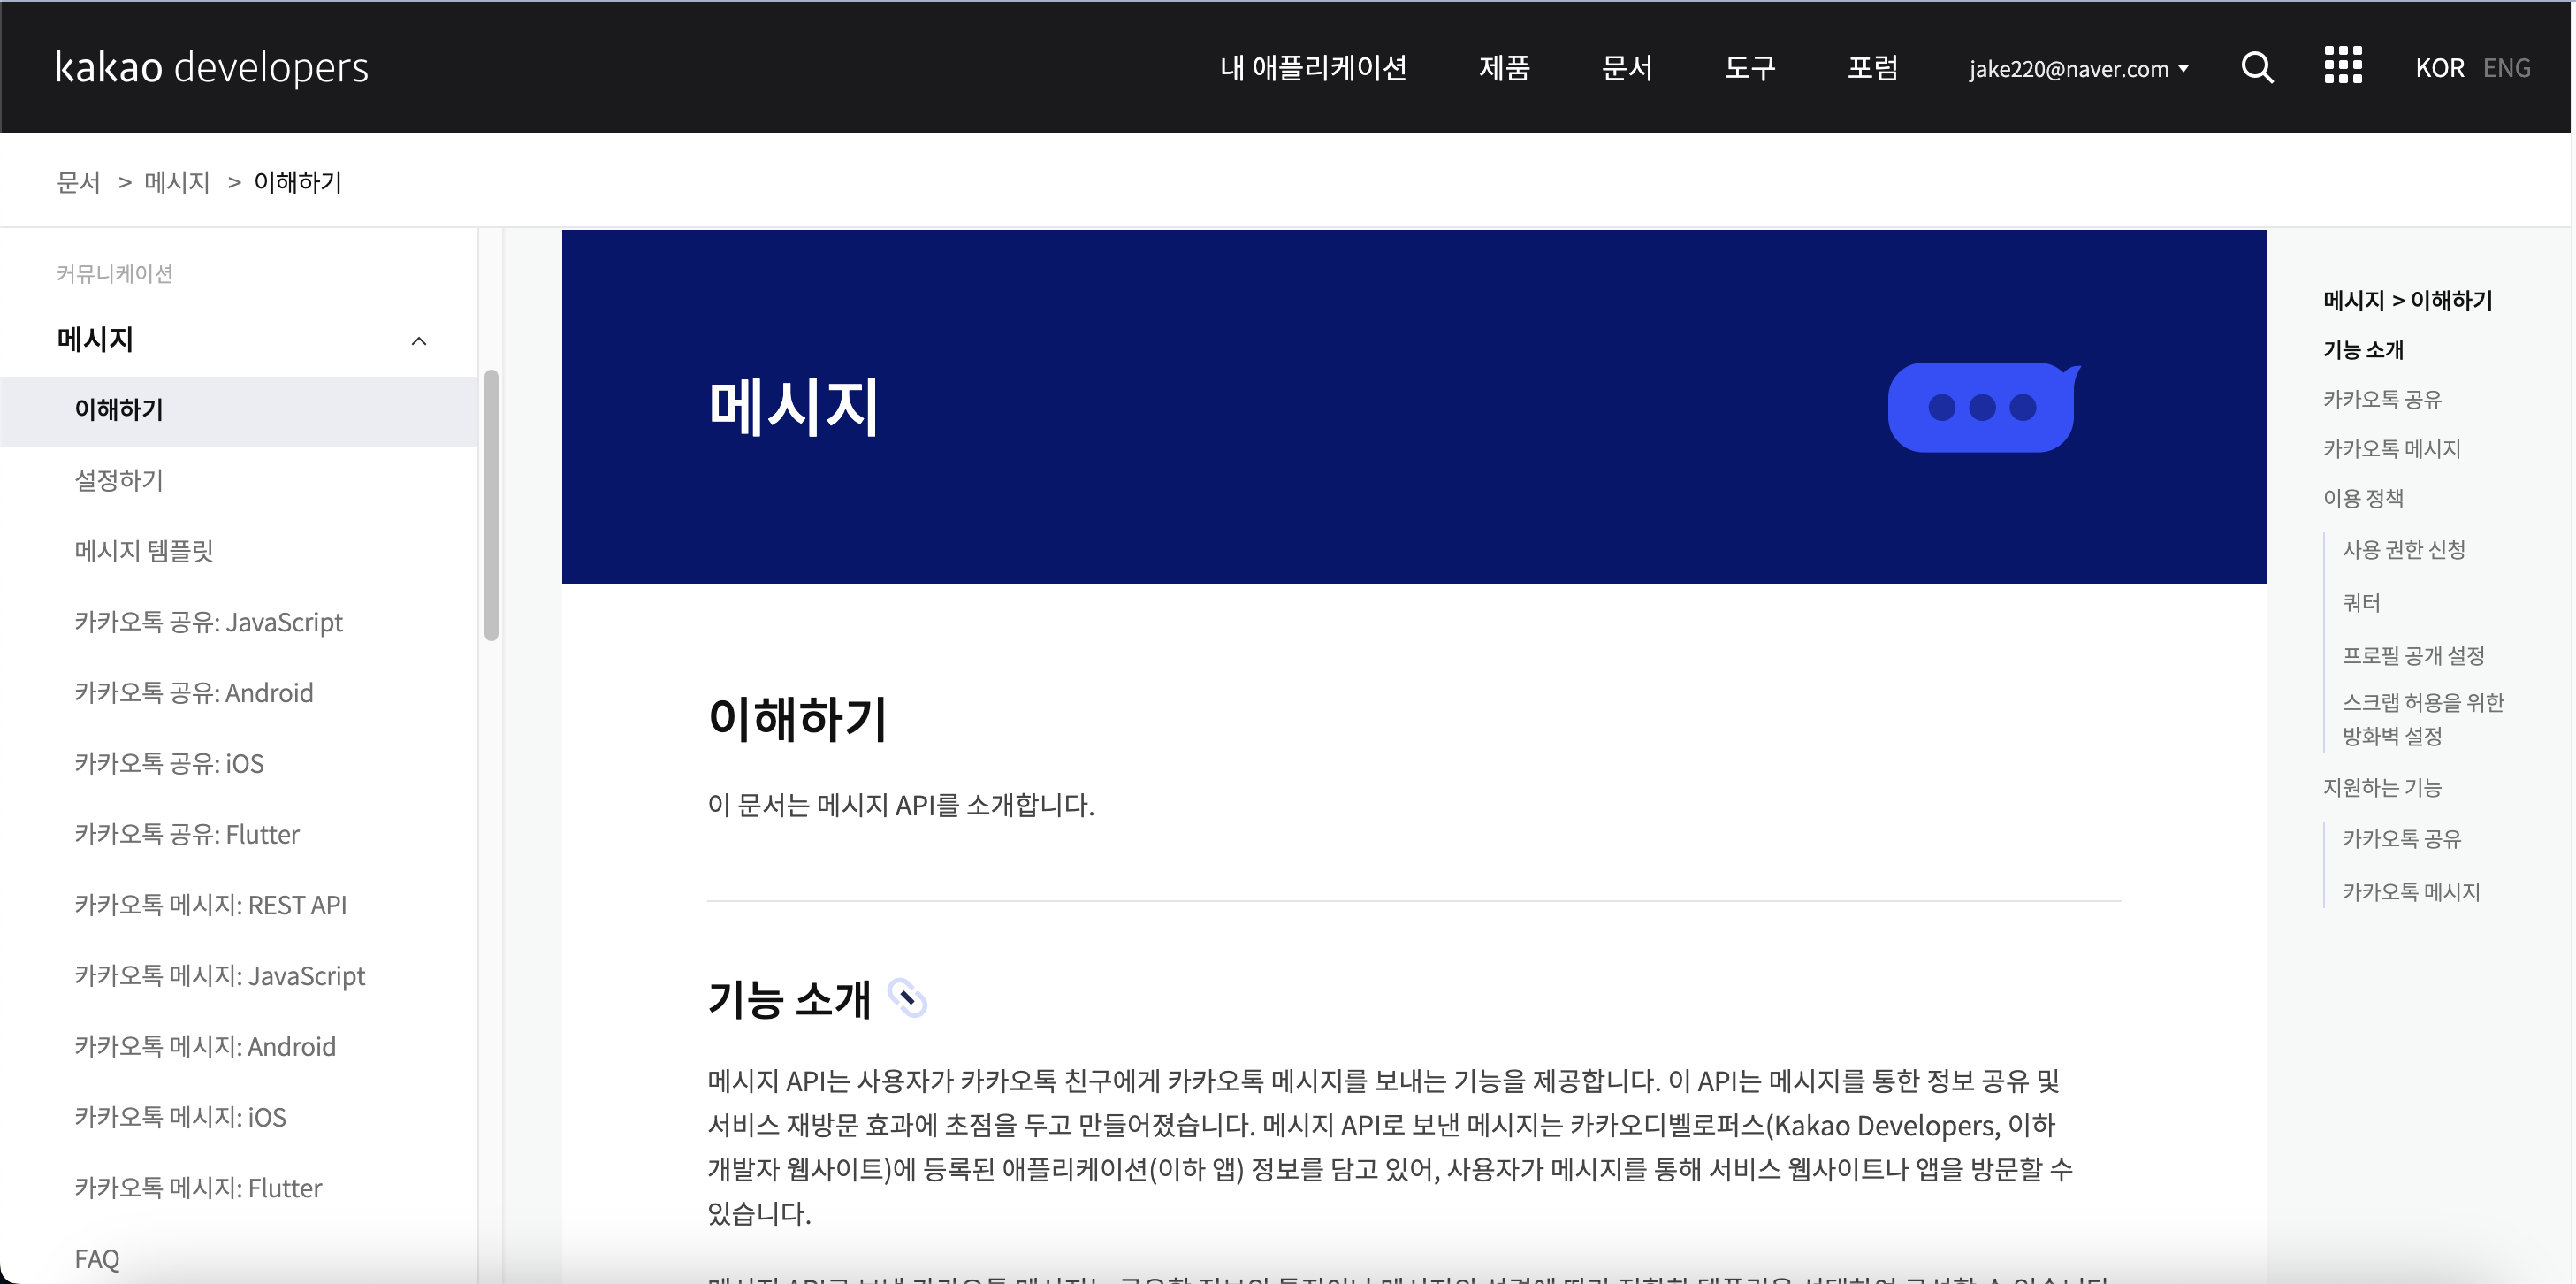 kakao developers
내 애플리케이션
제품
문서
도구
포럼
jake220@naver.com
KOR ENG
문서 > 메시지 > 이해하기
커뮤니케이션
메시지
이해하기
설정하기
메시지 템플릿
카카오톡 공유: JavaScript
카카오톡 공유: Android
카카오톡 공유: iOS
카카오톡 공유: Flutter
카카오톡 메시지: REST API
카카오톡 메시지: JavaScript
카카오톡 메시지: Android
카카오톡 메시지: iOS
카카오톡 메시지: Flutter
FAQ
메시지
이해하기
이 문서는 메시지 API를 소개합니다.
기능 소개
메시지 API는 사용자가 카카오톡 친구에게 카카오톡 메시지를 보내는 기능을 제공합니다. 이 API는 메시지를 통한 정보 공유 및
서비스 재방문 효과에 초점을 두고 만들어졌습니다. 메시지 API로 보낸 메시지는 카카오디벨로퍼스(Kakao Developers, 이하
개발자 웹사이트)에 등록된 애플리케이션(이하 앱) 정보를 담고 있어, 사용자가 메시지를 통해 서비스 웹사이트나 앱을 방문할 수
있습니다.
메시지 > 이해하기
기능 소개
카카오톡 공유
카카오톡 메시지
이용 정책
사용 권한 신청
쿼터
프로필 공개 설정
스크랩 허용을 위한
방화벽 설정
지원하는 기능
카카오톡 공유
카카오톡 메시지